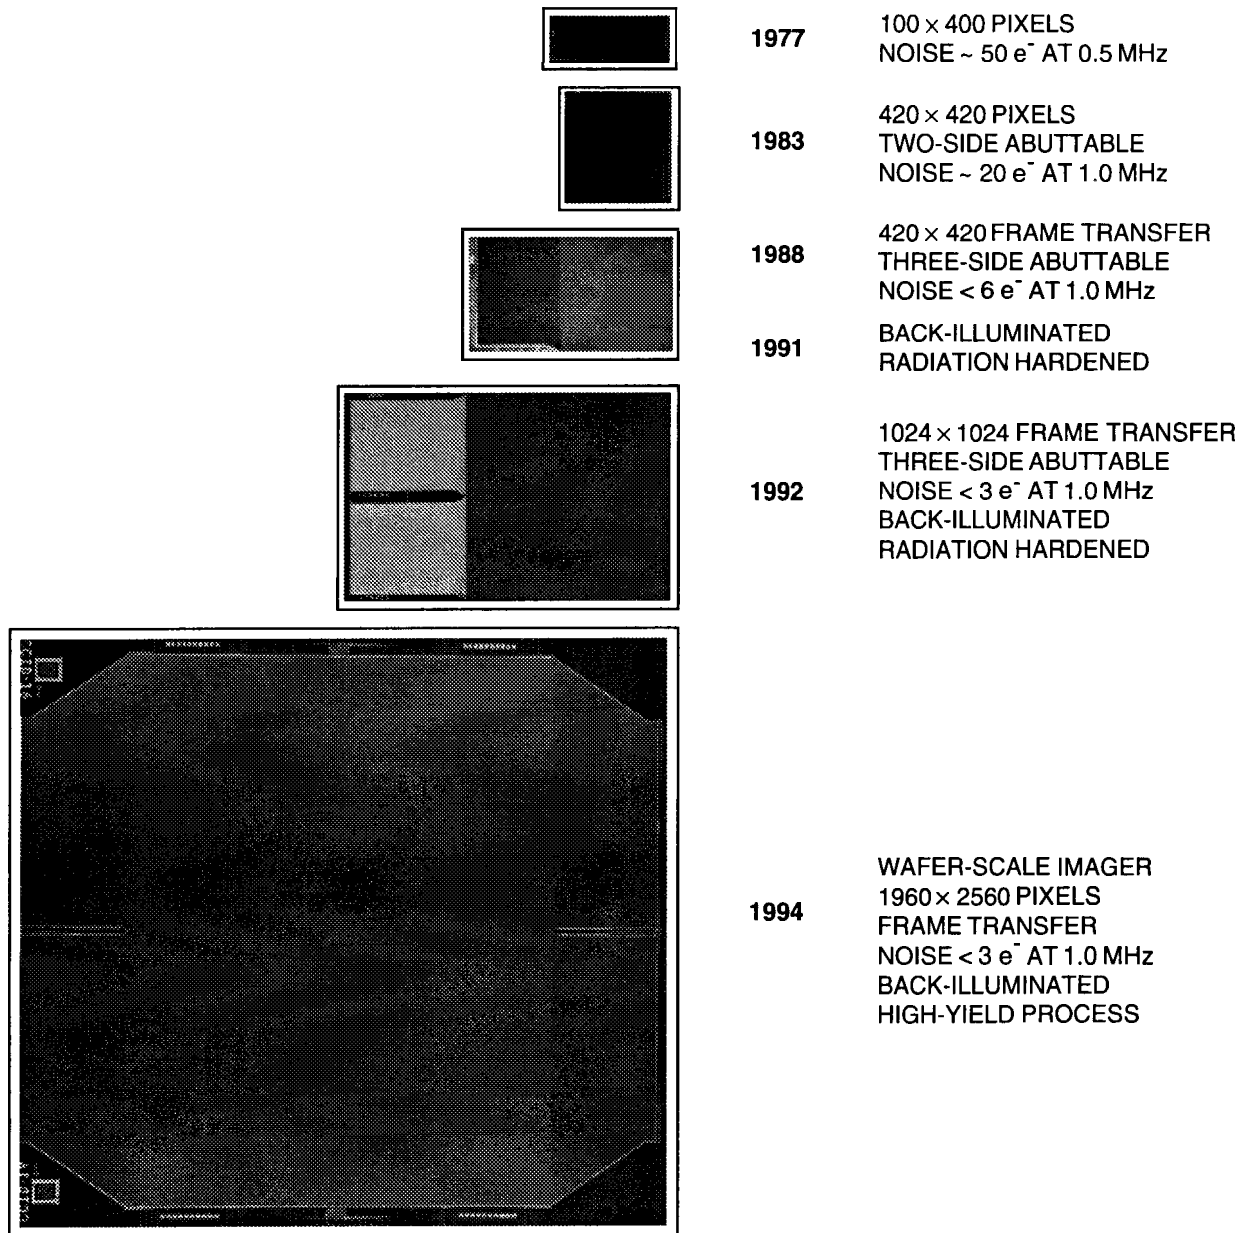 1977
100 × 400 PIXELS
NOISE ~ 50 e⁻ AT 0.5 MHz
1983
420 × 420 PIXELS
TWO-SIDE ABUTTABLE
NOISE ~ 20 e⁻ AT 1.0 MHz
1988
420 × 420 FRAME TRANSFER
THREE-SIDE ABUTTABLE
NOISE < 6 e⁻ AT 1.0 MHz
1991
BACK-ILLUMINATED
RADIATION HARDENED
1992
1024 × 1024 FRAME TRANSFER
THREE-SIDE ABUTTABLE
NOISE < 3 e⁻ AT 1.0 MHz
BACK-ILLUMINATED
RADIATION HARDENED
1994
WAFER-SCALE IMAGER
1960 × 2560 PIXELS
FRAME TRANSFER
NOISE < 3 e⁻ AT 1.0 MHz
BACK-ILLUMINATED
HIGH-YIELD PROCESS